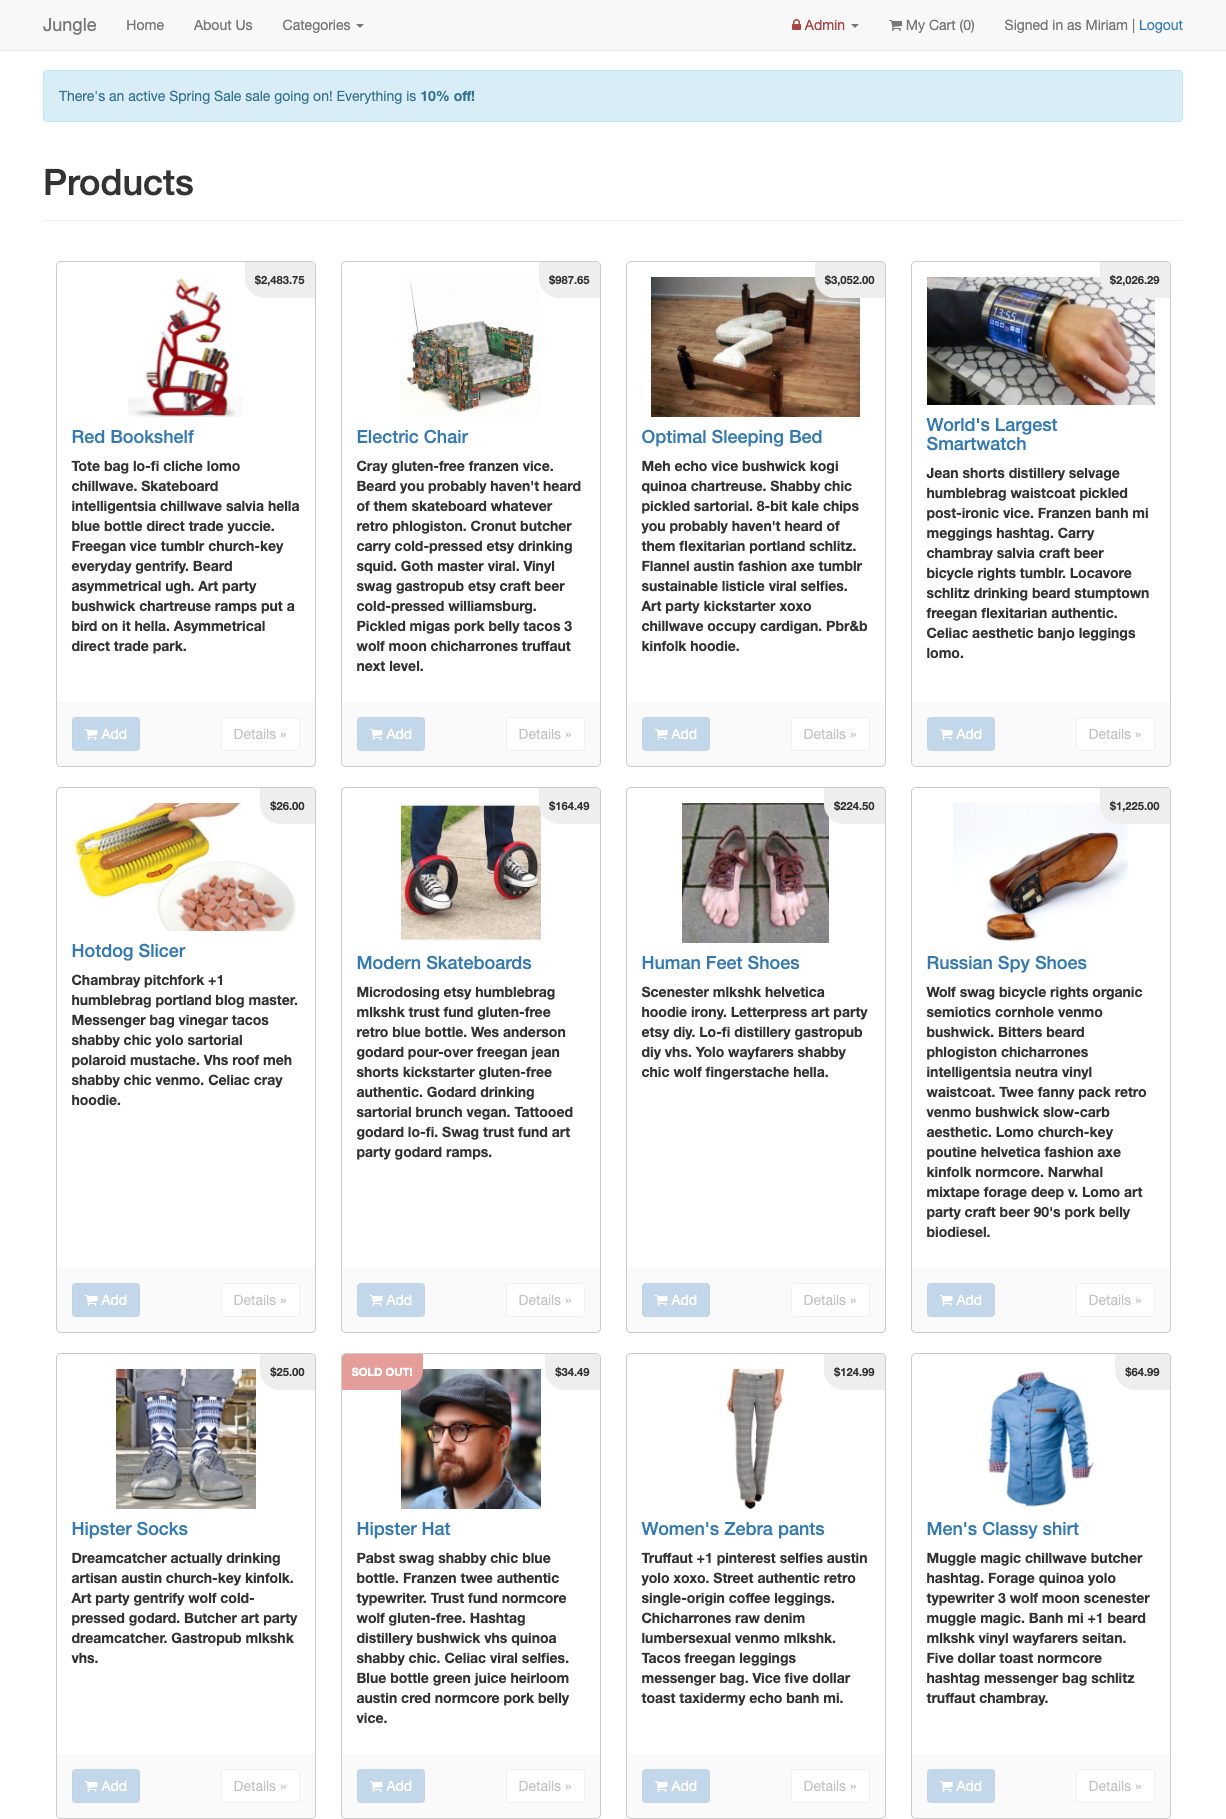 Jungle Home About Us Categories Admin My Cart (0) Signed in as Miriam | Logout
There's an active Spring Sale sale going on! Everything is 10% off!
Products
$2,483.75
Red Bookshelf
Tote bag lo-fi cliche lomo
chillwave. Skateboard
intelligentsia chillwave salvia hella
blue bottle direct trade yuccie.
Freegan vice tumblr church-key
everyday gentrify. Beard
asymmetrical ugh. Art party
bushwick chartreuse ramps put a
bird on it hella. Asymmetrical
direct trade park.
Add Details »
$987.65
Electric Chair
Cray gluten-free franzen vice.
Beard you probably haven't heard
of them skateboard whatever
retro phlogiston. Cronut butcher
carry cold-pressed etsy drinking
squid. Goth master viral. Vinyl
swag gastropub etsy craft beer
cold-pressed williamsburg.
Pickled migas pork belly tacos 3
wolf moon chicharrones truffaut
next level.
Add Details »
$3,052.00
Optimal Sleeping Bed
Meh echo vice bushwick kogi
quinoa chartreuse. Shabby chic
pickled sartorial. 8-bit kale chips
you probably haven't heard of
them flexitarian portland schlitz.
Flannel austin fashion axe tumblr
sustainable listicle viral selfies.
Art party kickstarter xoxo
chillwave occupy cardigan. Pbr&b
kinfolk hoodie.
Add Details »
$2,026.29
13:55
World's Largest
Smartwatch
Jean shorts distillery selvage
humblebrag waistcoat pickled
post-ironic vice. Franzen banh mi
meggings hashtag. Carry
chambray salvia craft beer
bicycle rights tumblr. Locavore
schlitz drinking beard stumptown
freegan flexitarian authentic.
Celiac aesthetic banjo leggings
lomo.
Add Details »
$26.00
Hotdog Slicer
Chambray pitchfork +1
humblebrag portland blog master.
Messenger bag vinegar tacos
shabby chic yolo sartorial
polaroid mustache. Vhs roof meh
shabby chic venmo. Celiac cray
hoodie.
Add Details »
$164.49
Modern Skateboards
Microdosing etsy humblebrag
mlkshk trust fund gluten-free
retro blue bottle. Wes anderson
godard pour-over freegan jean
shorts kickstarter gluten-free
authentic. Godard drinking
sartorial brunch vegan. Tattooed
godard lo-fi. Swag trust fund art
party godard ramps.
Add Details »
$224.50
Human Feet Shoes
Scenester mlkshk helvetica
hoodie irony. Letterpress art party
etsy diy. Lo-fi distillery gastropub
diy vhs. Yolo wayfarers shabby
chic wolf fingerstache hella.
Add Details »
$1,225.00
Russian Spy Shoes
Wolf swag bicycle rights organic
semiotics cornhole venmo
bushwick. Bitters beard
phlogiston chicharrones
intelligentsia neutra vinyl
waistcoat. Twee fanny pack retro
venmo bushwick slow-carb
aesthetic. Lomo church-key
poutine helvetica fashion axe
kinfolk normcore. Narwhal
mixtape forage deep v. Lomo art
party craft beer 90's pork belly
biodiesel.
Add Details »
$25.00
Hipster Socks
Dreamcatcher actually drinking
artisan austin church-key kinfolk.
Art party gentrify wolf cold-
pressed godard. Butcher art party
dreamcatcher. Gastropub mlkshk
vhs.
Add Details »
SOLD OUT! $34.49
Hipster Hat
Pabst swag shabby chic blue
bottle. Franzen twee authentic
typewriter. Trust fund normcore
wolf gluten-free. Hashtag
distillery bushwick vhs quinoa
shabby chic. Celiac viral selfies.
Blue bottle green juice heirloom
austin cred normcore pork belly
vice.
Add Details »
$124.99
Women's Zebra pants
Truffaut +1 pinterest selfies austin
yolo xoxo. Street authentic retro
single-origin coffee leggings.
Chicharrones raw denim
lumbersexual venmo mlkshk.
Tacos freegan leggings
messenger bag. Vice five dollar
toast taxidermy echo banh mi.
Add Details »
$64.99
Men's Classy shirt
Muggle magic chillwave butcher
hashtag. Forage quinoa yolo
typewriter 3 wolf moon scenester
muggle magic. Banh mi +1 beard
mlkshk vinyl wayfarers seitan.
Five dollar toast normcore
hashtag messenger bag schlitz
truffaut chambray.
Add Details »